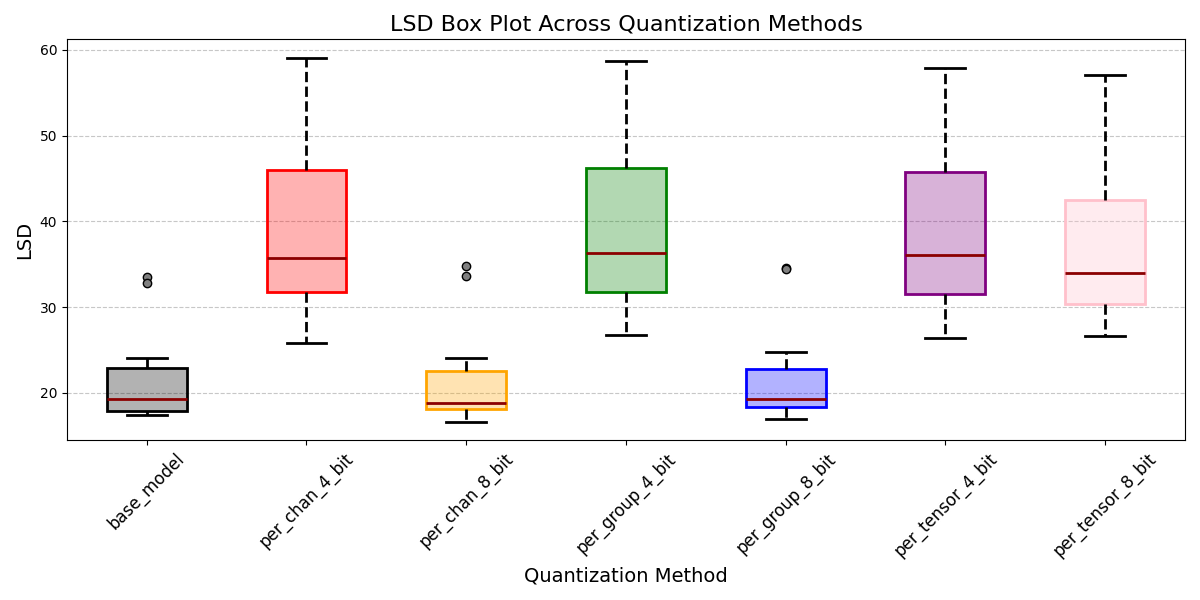 LSD Box Plot Across Quantization Methods
60
50
40
30
20
LSD
base_model
per_chan_4_bit
per_chan_8_bit
per_group_4_bit
per_group_8_bit
per_tensor_4_bit
per_tensor_8_bit
Quantization Method